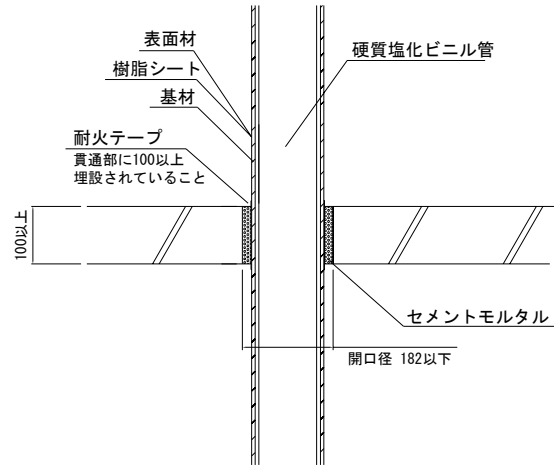 表面材
硬質塩化ビニル管
樹脂シート
基材
耐火テープ
貫通部に100以上
埋設されていること
100以上
セメントモルタル
開口径 182以下